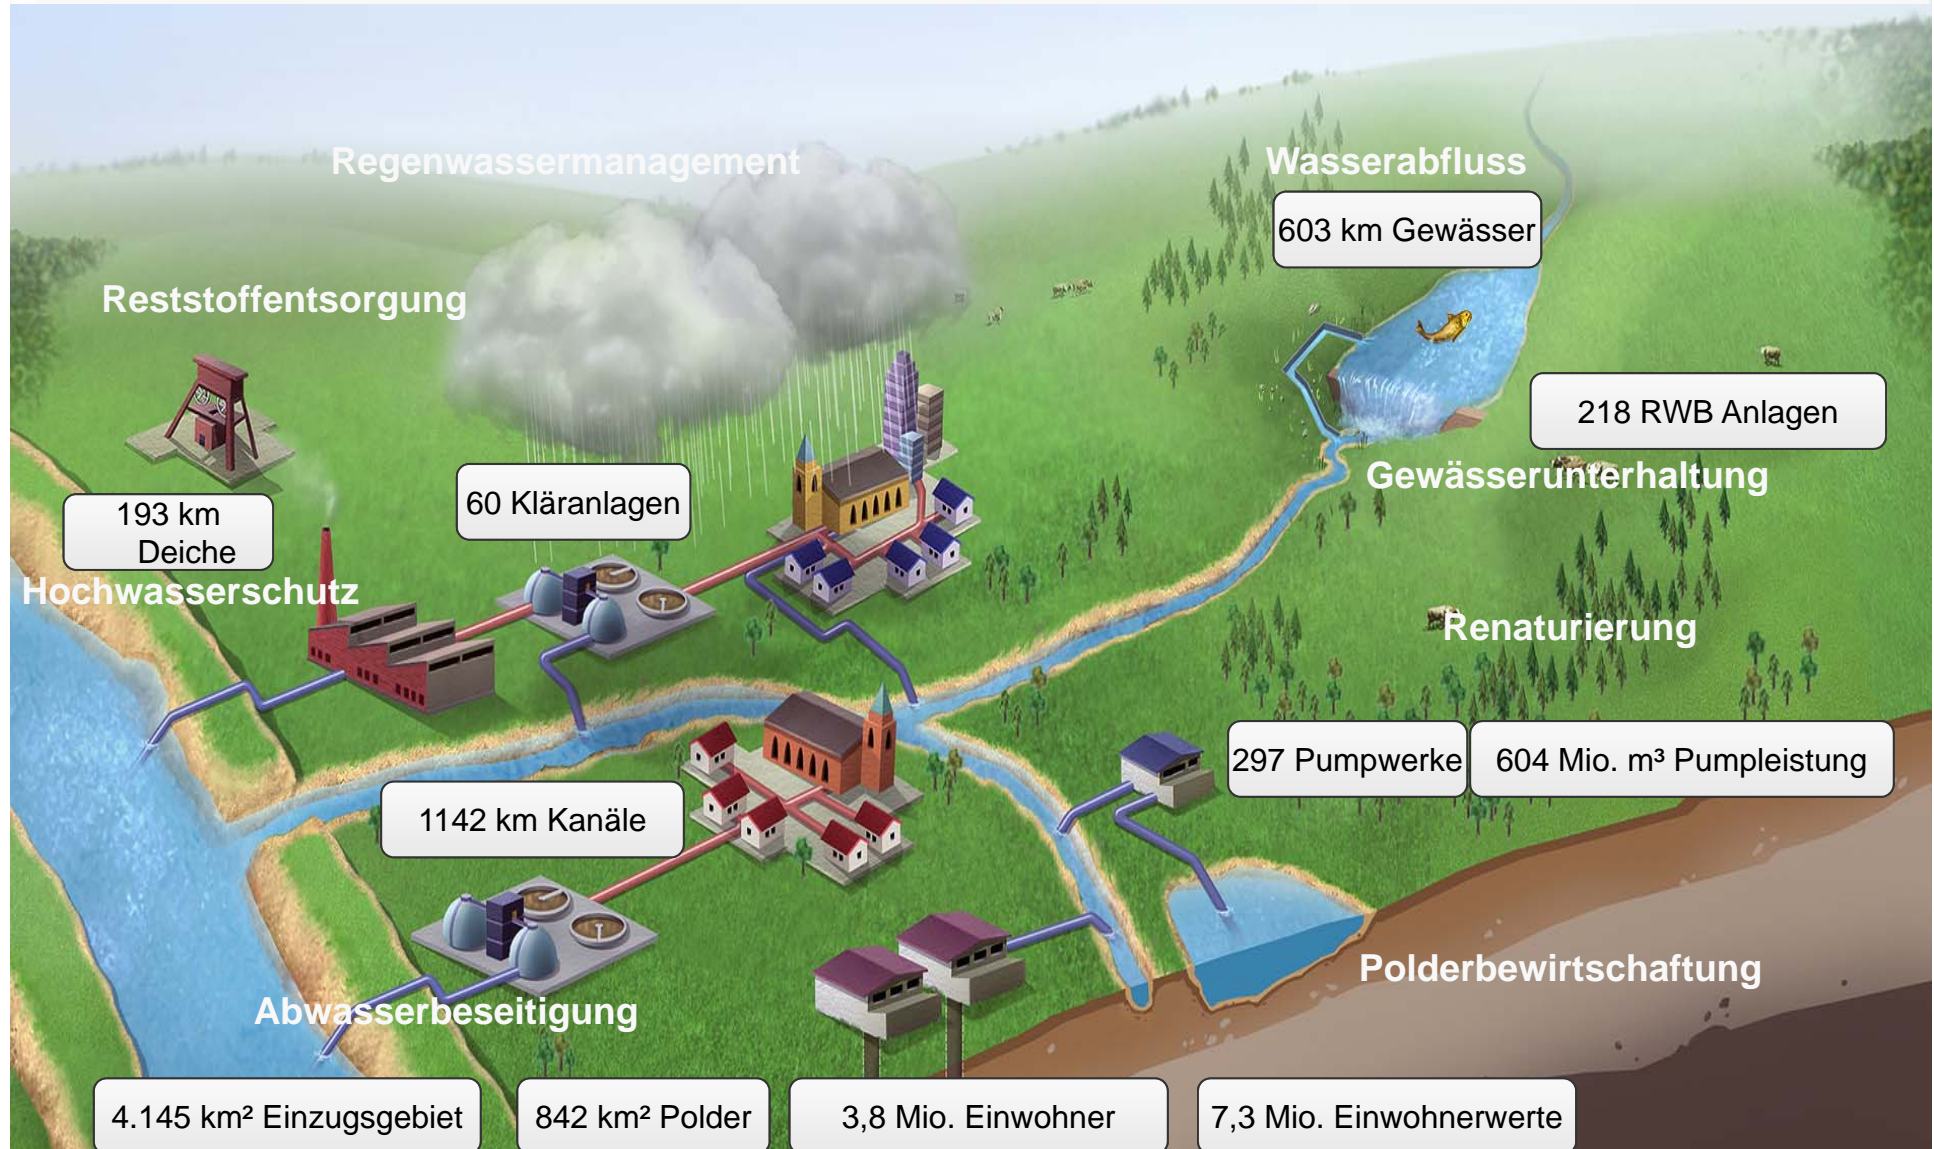 Regenwassermanagement
Wasserabfluss
603 km Gewässer
Reststoffentsorgung
218 RWB Anlagen
Gewässerunterhaltung
60 Kläranlagen
193 km
Deiche
Hochwasserschutz
Renaturierung
297 Pumpwerke
604 Mio. m³ Pumpleistung
1142 km Kanäle
Polderbewirtschaftung
Abwasserbeseitigung
4.145 km² Einzugsgebiet
842 km² Polder
3,8 Mio. Einwohner
7,3 Mio. Einwohnerwerte